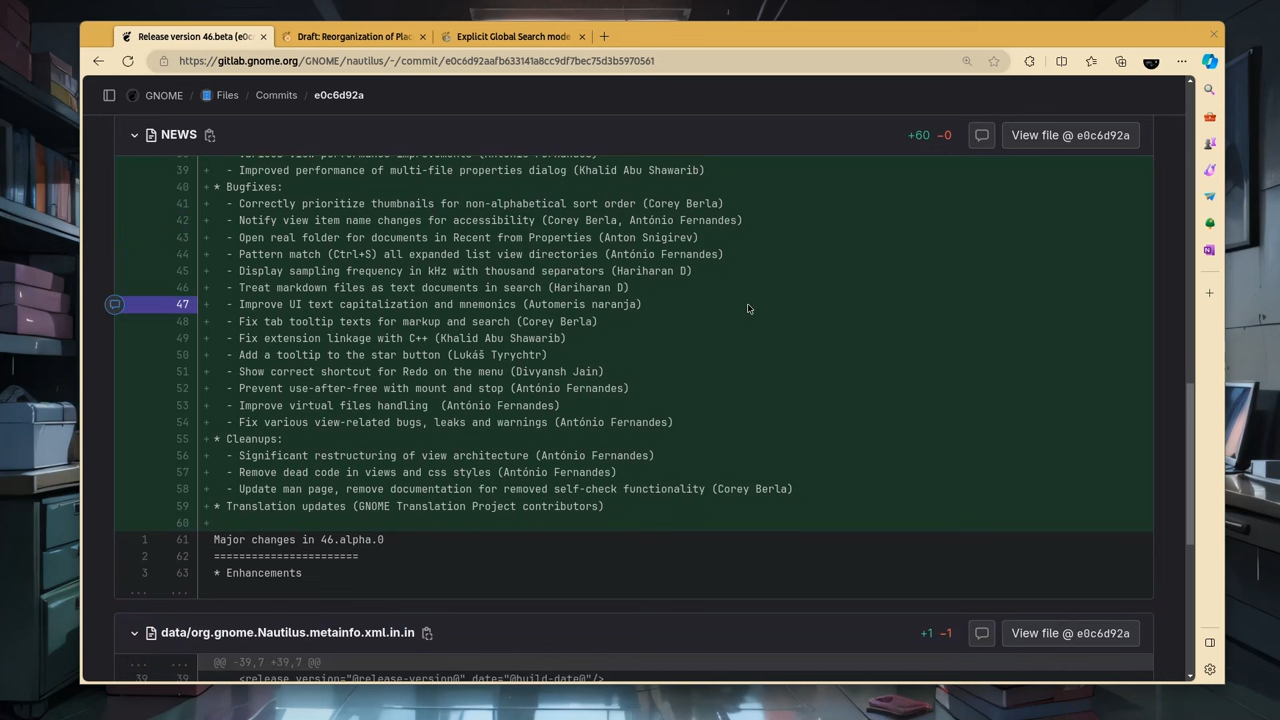 Release version 46.beta (e0c
Draft: Reorganization of Plac
Explicit Global Search mode
https://gitlab.gnome.org/GNOME/nautilus/-/commit/e0c6d92aafb633141a8cc9df7bec75d3b5970561
GNOME / Files / Commits / e0c6d92a
NEWS +60 −0 View file @ e0c6d92a
39 + - Improved performance of multi-file properties dialog (Khalid Abu Shawarib)
40 + * Bugfixes:
41 + - Correctly prioritize thumbnails for non-alphabetical sort order (Corey Berla)
42 + - Notify view item name changes for accessibility (Corey Berla, António Fernandes)
43 + - Open real folder for documents in Recent from Properties (Anton Snigirev)
44 + - Pattern match (Ctrl+S) all expanded list view directories (António Fernandes)
45 + - Display sampling frequency in kHz with thousand separators (Hariharan D)
46 + - Treat markdown files as text documents in search (Hariharan D)
47 + - Improve UI text capitalization and mnemonics (Automeris naranja)
48 + - Fix tab tooltip texts for markup and search (Corey Berla)
49 + - Fix extension linkage with C++ (Khalid Abu Shawarib)
50 + - Add a tooltip to the star button (Lukáš Tyrychtr)
51 + - Show correct shortcut for Redo on the menu (Divyansh Jain)
52 + - Prevent use-after-free with mount and stop (António Fernandes)
53 + - Improve virtual files handling  (António Fernandes)
54 + - Fix various view-related bugs, leaks and warnings (António Fernandes)
55 + * Cleanups:
56 + - Significant restructuring of view architecture (António Fernandes)
57 + - Remove dead code in views and css styles (António Fernandes)
58 + - Update man page, remove documentation for removed self-check functionality (Corey Berla)
59 + * Translation updates (GNOME Translation Project contributors)
60 +
1 61 Major changes in 46.alpha.0
2 62 =======================
3 63 * Enhancements
... ...
data/org.gnome.Nautilus.metainfo.xml.in.in +1 −1 View file @ e0c6d92a
... ... @@ -39,7 +39,7 @@
39 39 <release version="@release-version@" date="@build-date@"/>